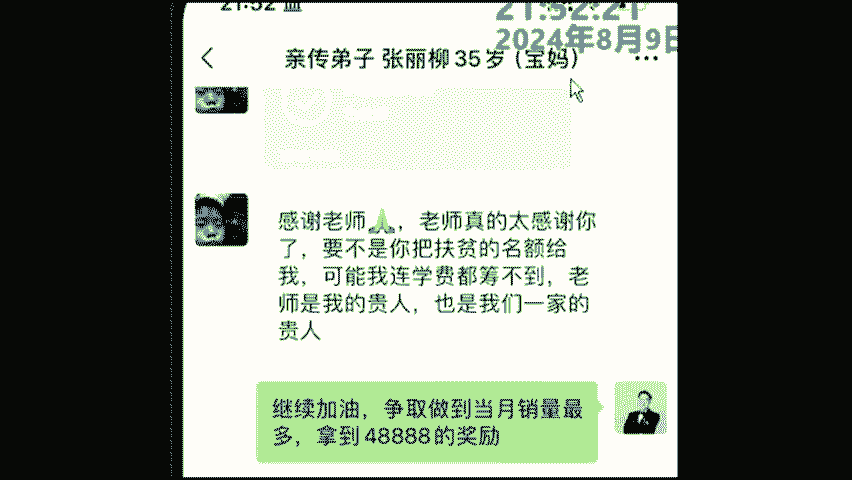 21:52
21:52:21
2024年8月9日
亲传弟子 张丽柳35岁（宝妈）
感谢老师🙏，老师真的太感谢你
了，要不是你把扶贫的名额给
我，可能我连学费都筹不到，老
师是我的贵人，也是我们一家的
贵人
继续加油，争取做到当月销量最
多，拿到48888的奖励